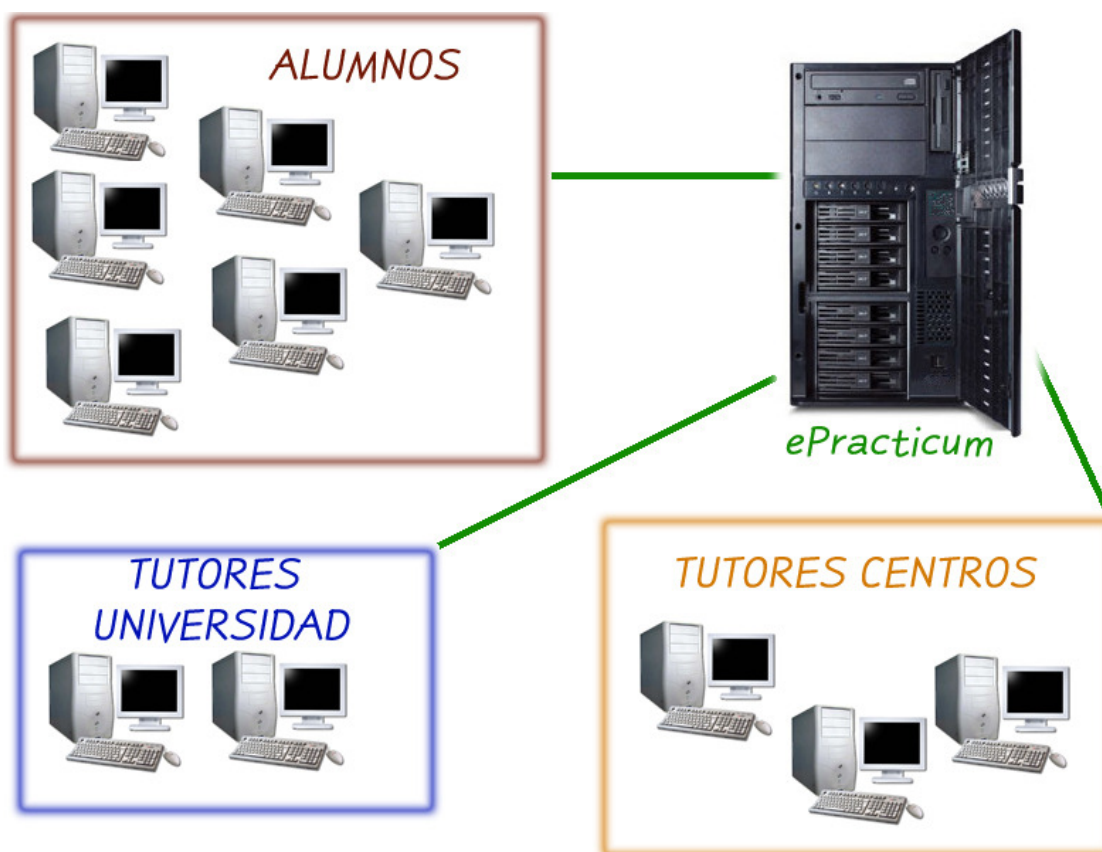 ALUMNOS
ePracticum
TUTORES
UNIVERSIDAD
TUTORES CENTROS